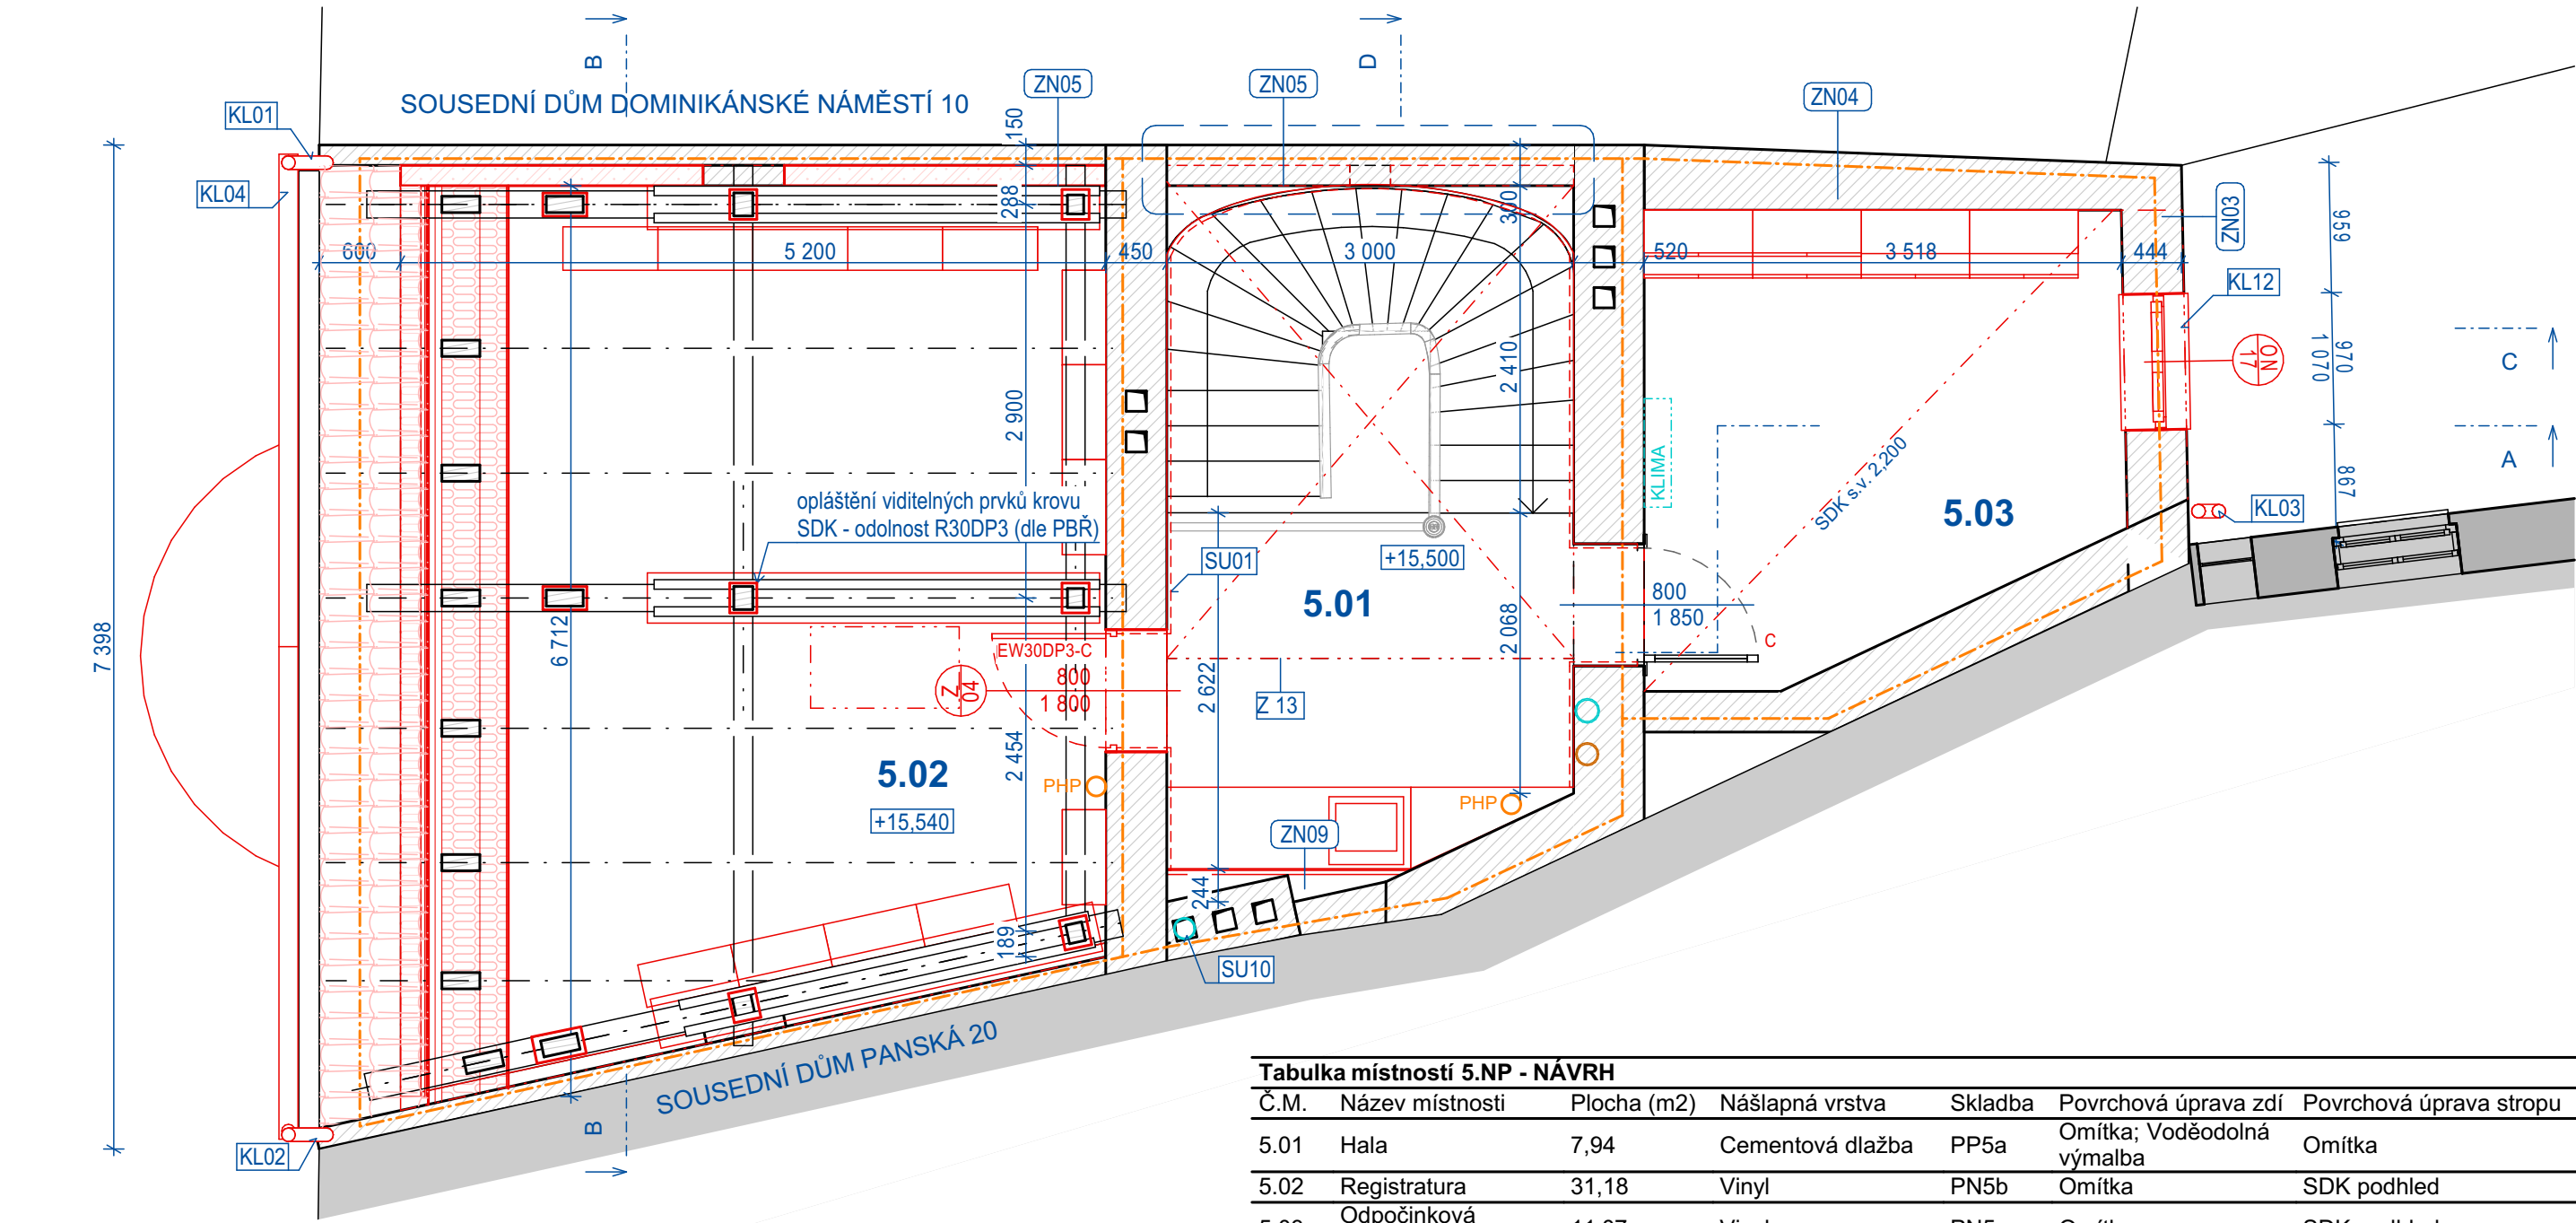 B
D
SOUSEDNÍ DŮM DOMINIKÁNSKÉ NÁMĚSTÍ 10
ZN05
ZN05
ZN04
KL01
KL04
150
288
300
600
5 200
450
3 000
520
3 518
444
ZN03
959
KL12
ON
17
970
1 070
C
A
867
KL03
2 900
2 410
KLIMA
SDK s.v. 2,200
5.03
opláštění viditelných prvků krovu
SDK - odolnost R30DP3 (dle PBŘ)
SU01
+15,500
5.01
800
1 850
C
7 398
6 712
EW30DP3-C
800
1 800
Z
04
2 622
2 068
Z 13
2 454
5.02
+15,540
PHP
PHP
ZN09
244
189
SU10
SOUSEDNÍ DŮM PANSKÁ 20
B
KL02
Tabulka místností 5.NP - NÁVRH
Č.M. Název místnosti Plocha (m2) Nášlapná vrstva Skladba Povrchová úprava zdí Povrchová úprava stropu
5.01 Hala 7,94 Cementová dlažba PP5a Omítka; Voděodolná výmalba Omítka
5.02 Registratura 31,18 Vinyl PN5b Omítka SDK podhled
Odpočinková